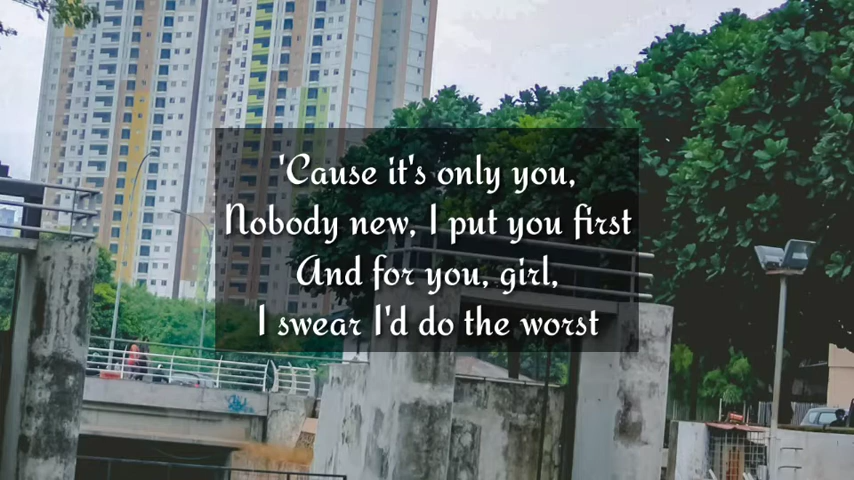 'Cause it's only you,
Nobody new, I put you first
And for you, girl,
I swear I'd do the worst